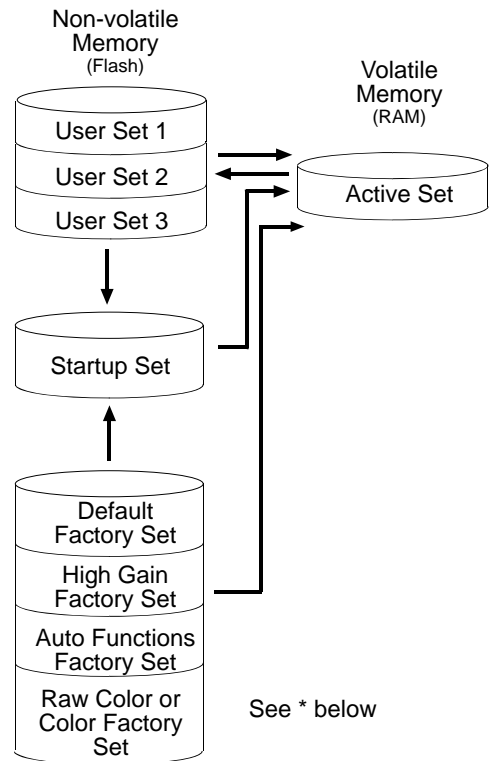 Non-volatile
Memory
(Flash)
Volatile
Memory
(RAM)
User Set 1
User Set 2
User Set 3
Active Set
Startup Set
Default
Factory Set
High Gain
Factory Set
Auto Functions
Factory Set
Raw Color or
Color Factory
Set
See * below